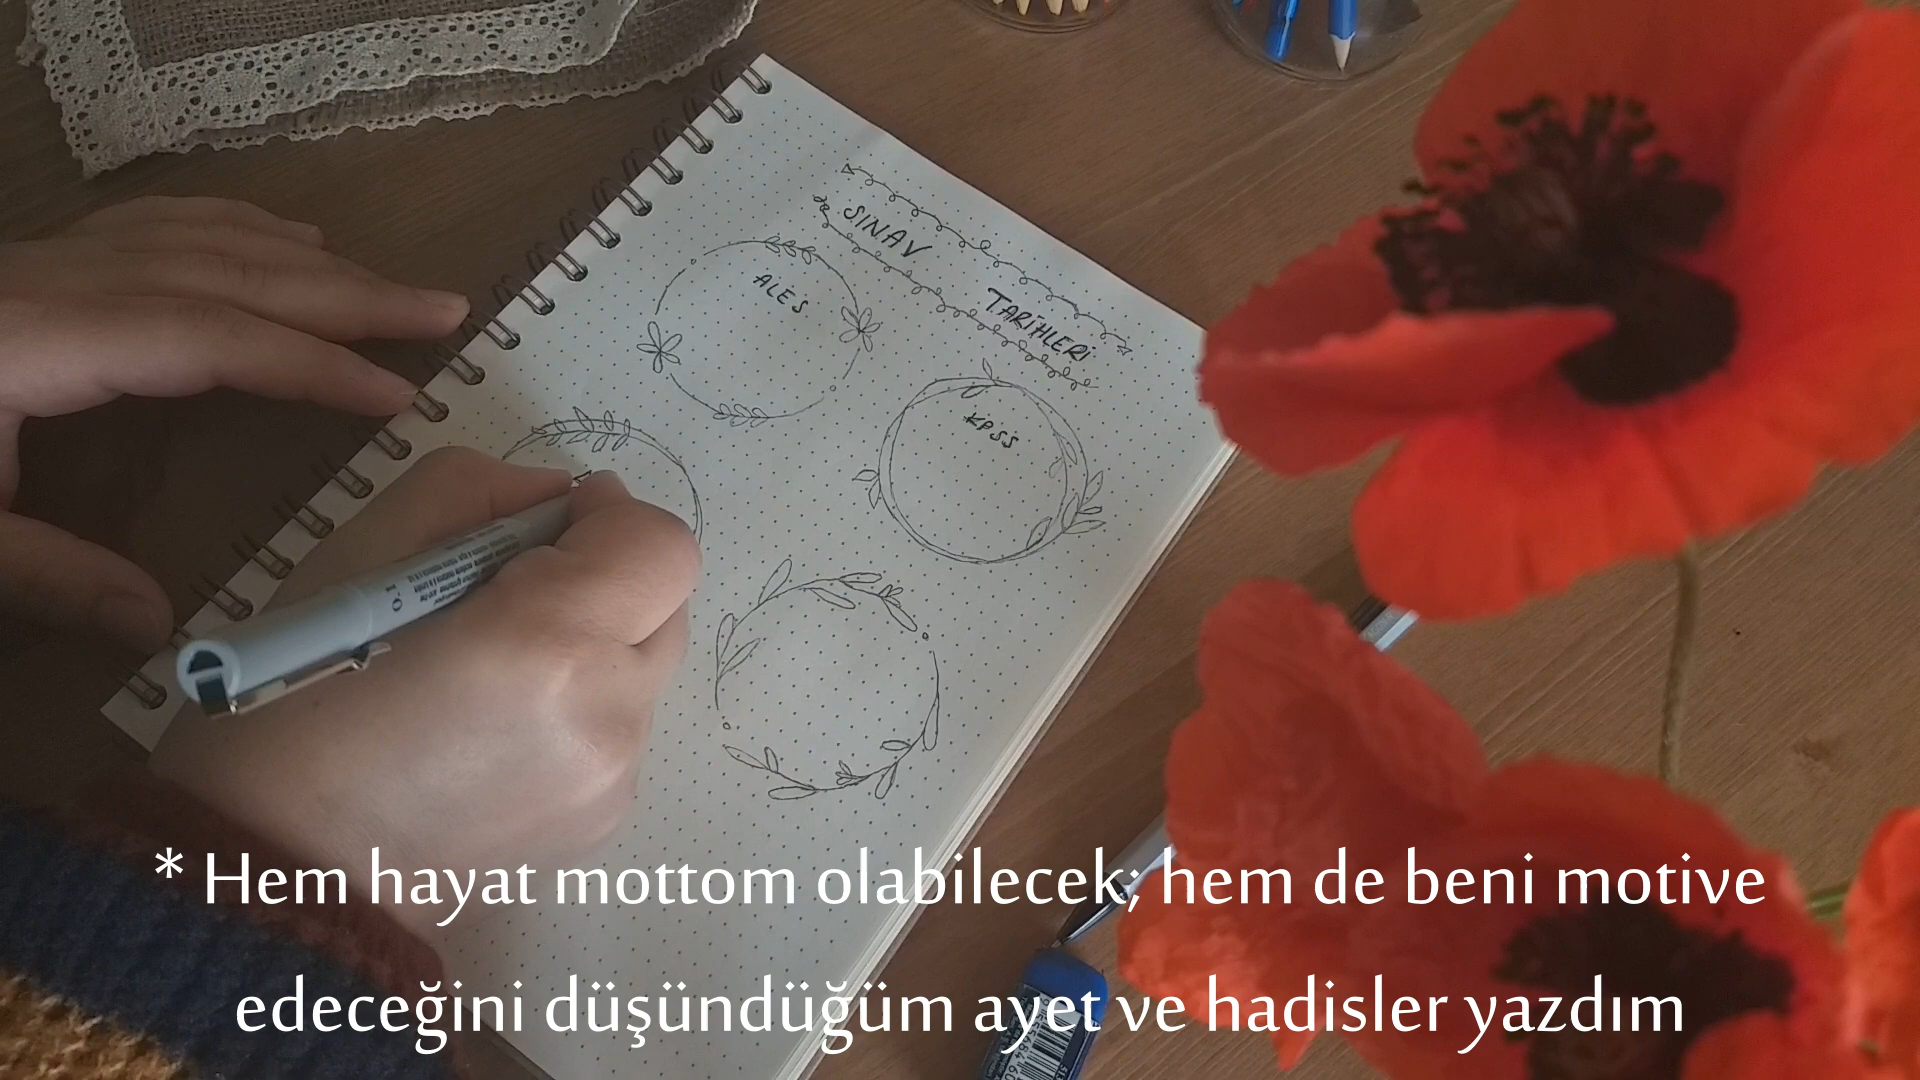 SINAV
TARİHLERİ
ALES
KPSS
* Hem hayat mottom olabilecek; hem de beni motive
edeceğini düşündüğüm ayet ve hadisler yazdım